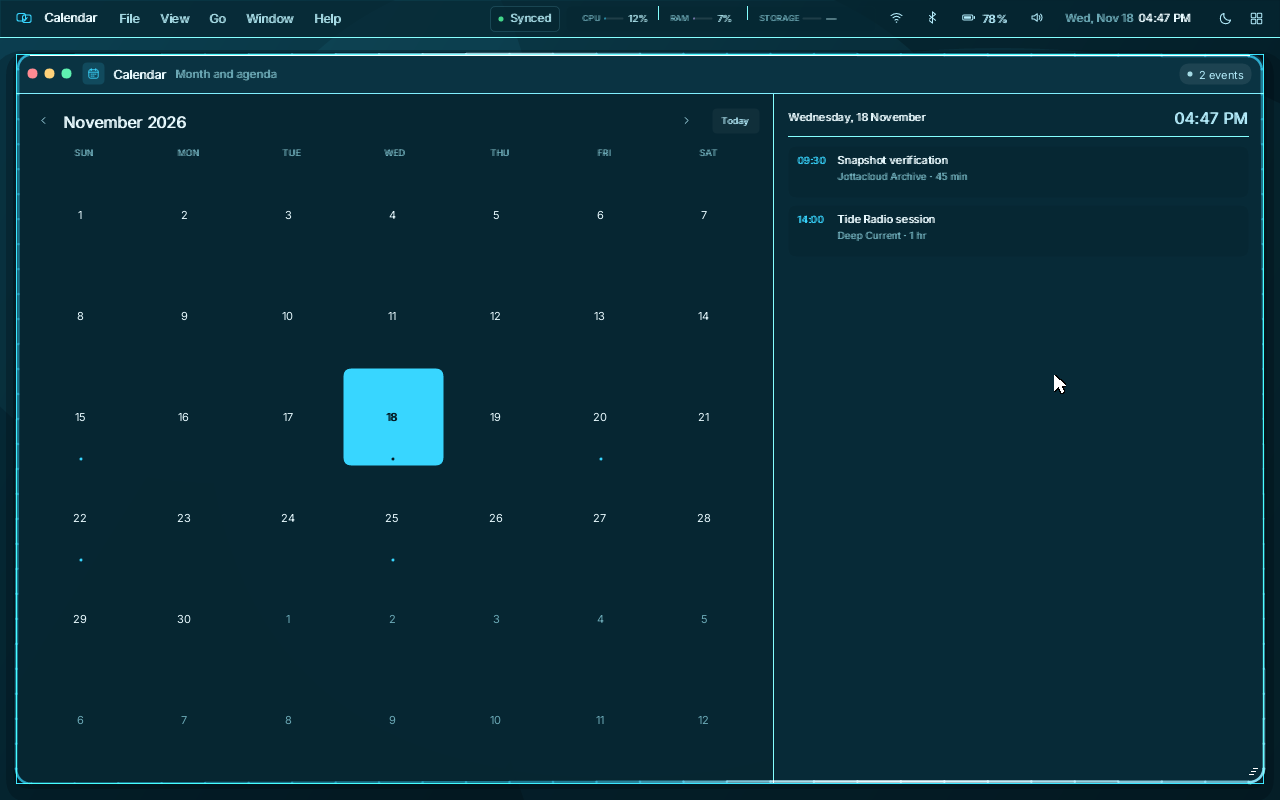 Calendar File View Go Window Help Synced CPU 12% RAM 7% STORAGE — 78% Wed, Nov 18 04:47 PM
Calendar Month and agenda 2 events
November 2026 Today
SUN MON TUE WED THU FRI SAT
1 2 3 4 5 6 7
8 9 10 11 12 13 14
15 16 17 18 19 20 21
22 23 24 25 26 27 28
29 30 1 2 3 4 5
6 7 8 9 10 11 12
Wednesday, 18 November 04:47 PM
09:30 Snapshot verification
Jottacloud Archive · 45 min
14:00 Tide Radio session
Deep Current · 1 hr